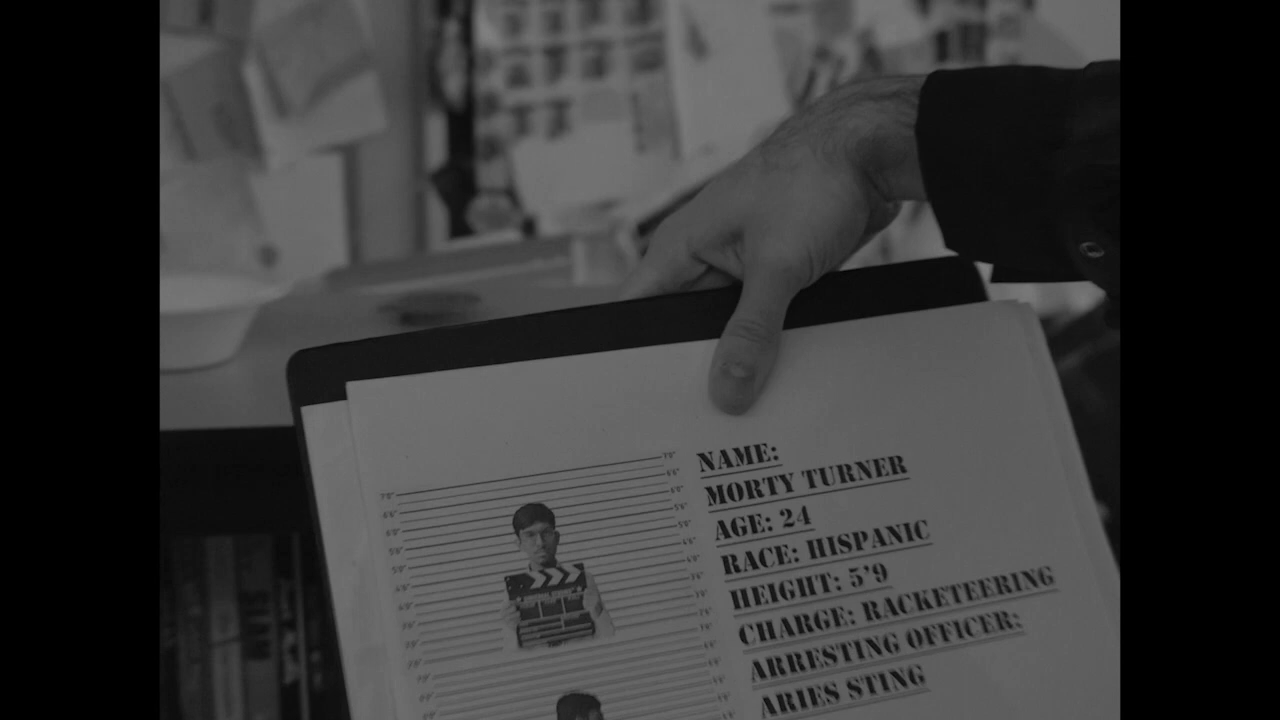 NAME:
MORTY TURNER
AGE: 24
RACE: HISPANIC
HEIGHT: 5'9
CHARGE: RACKETEERING
ARRESTING OFFICER:
ARIES STING